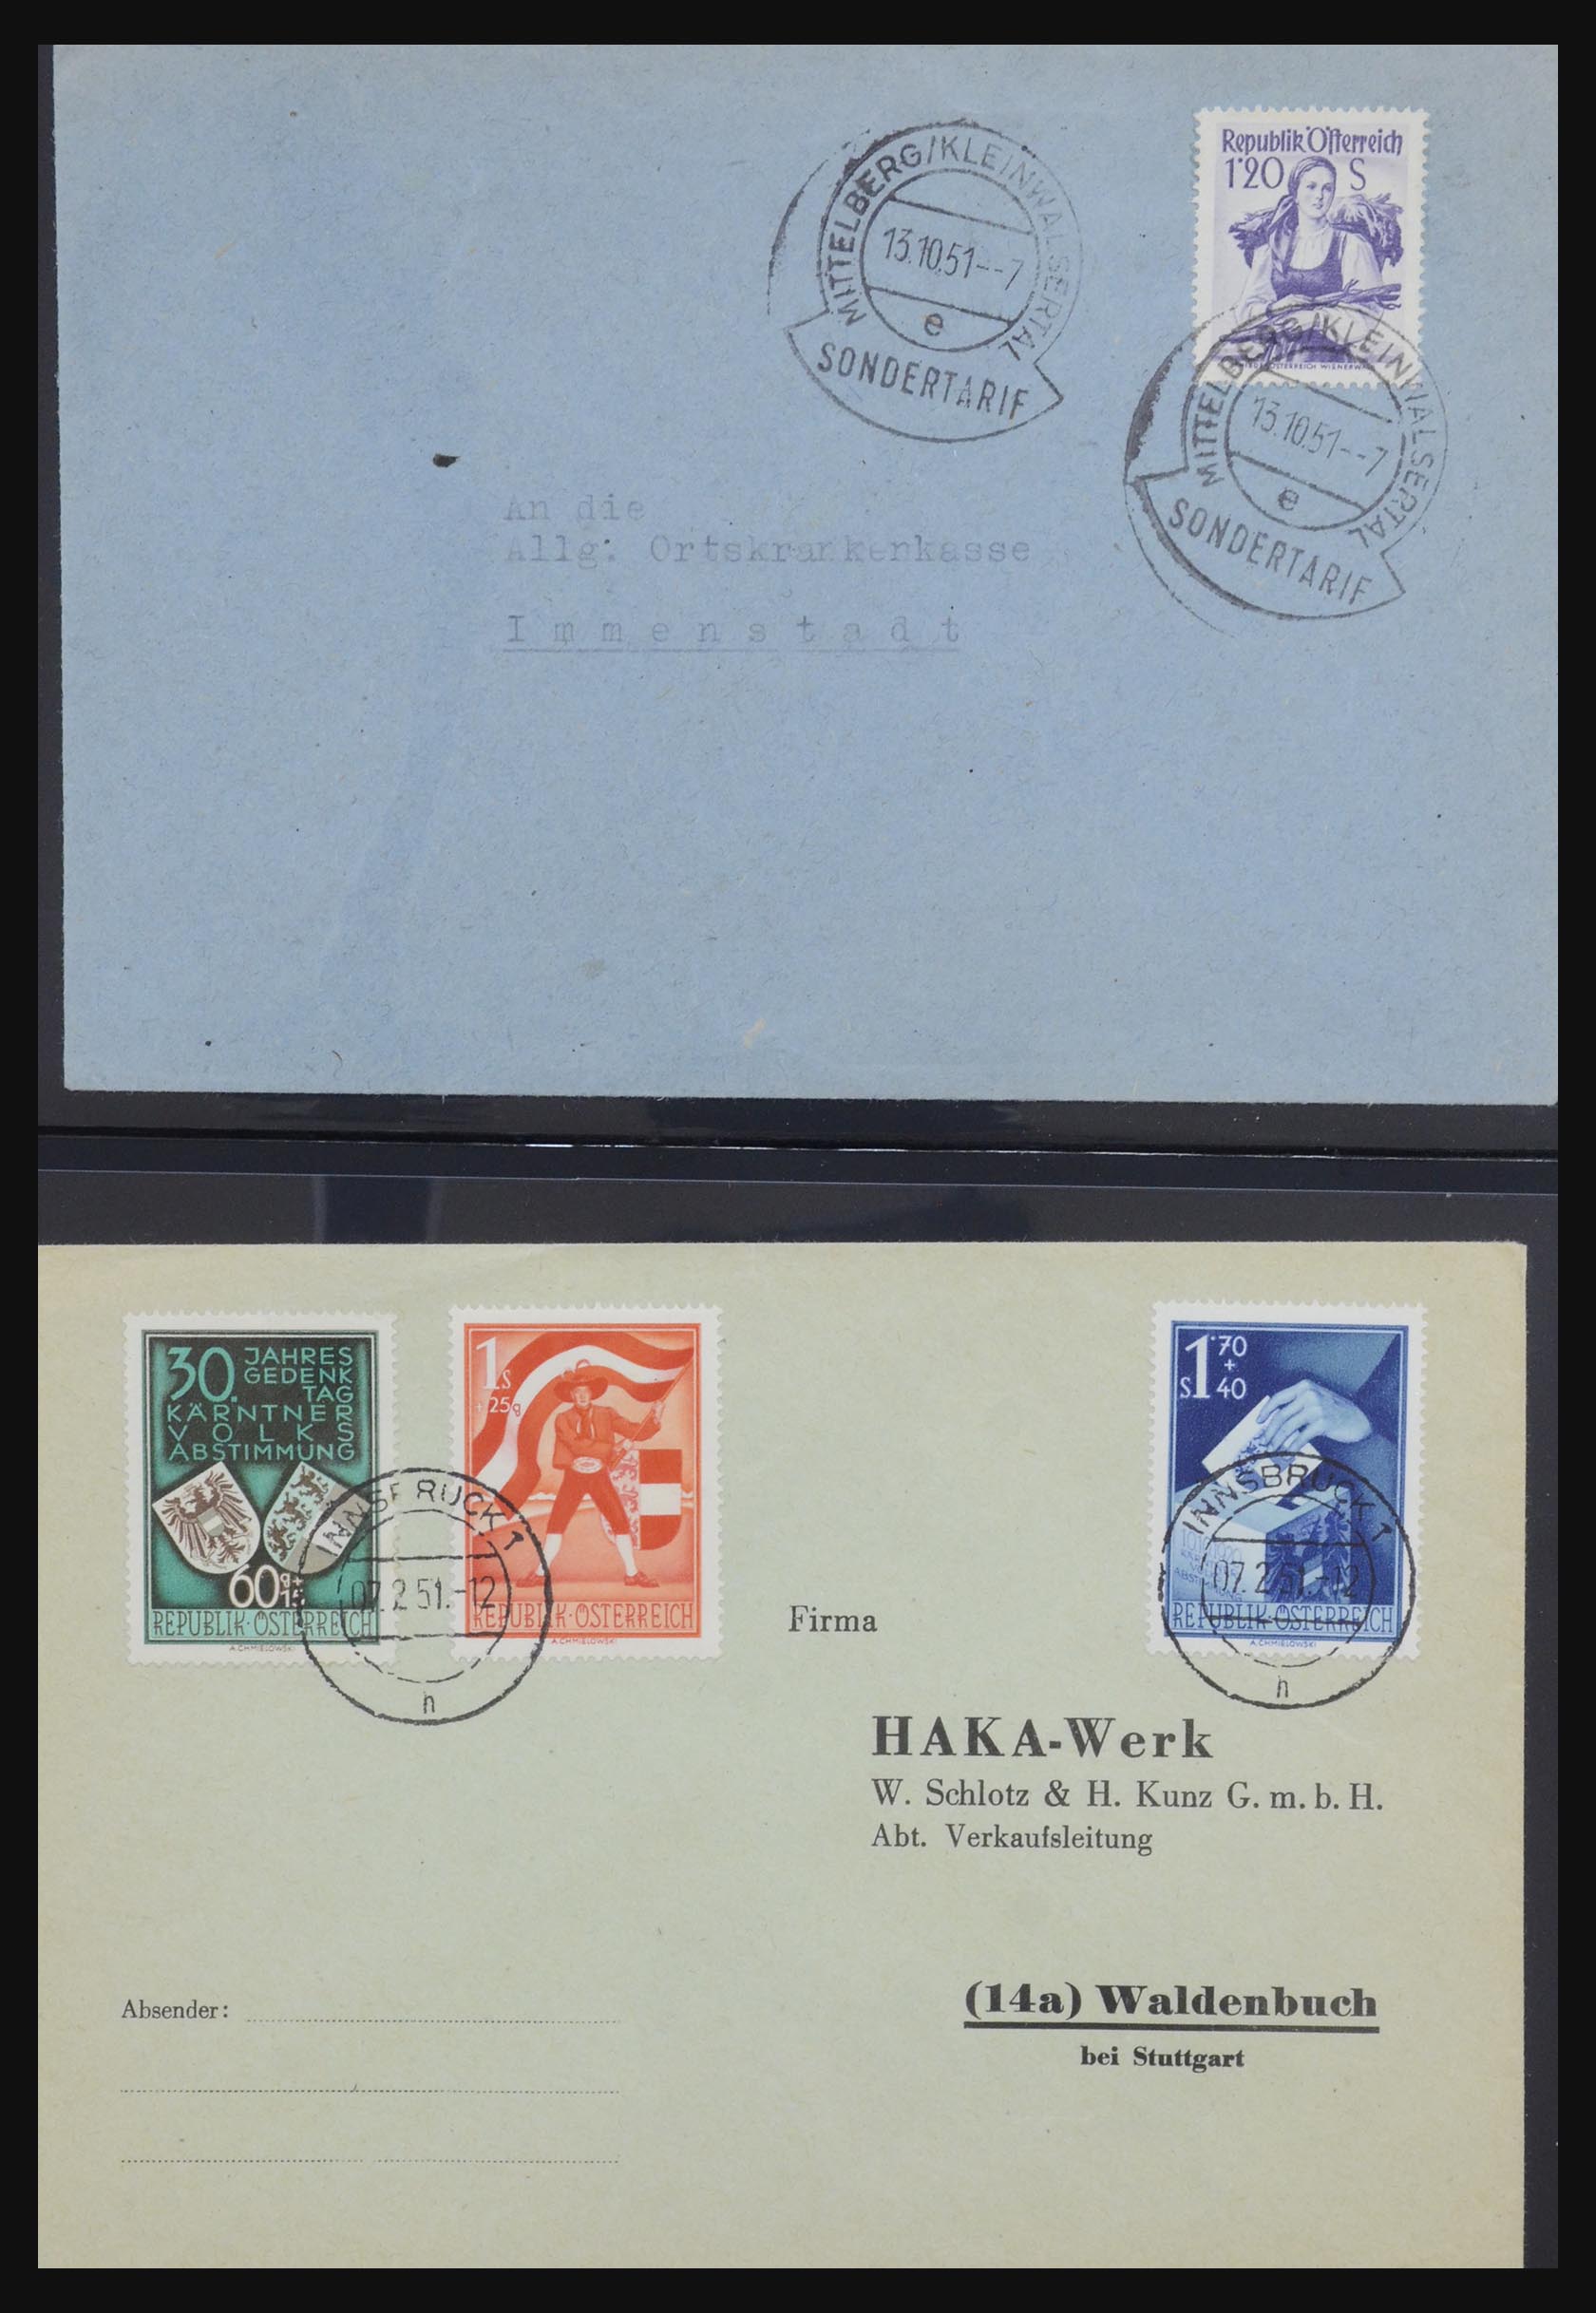 MITTELBERG/KLEINWALSERTAL
13.10.51--7
e
SONDERTARIF
Republik Österreich
1'20 S
MITTELBERG/KLEINWALSERTAL
13.10.51--7
e
SONDERTARIF
An die
Allg. Ortskrankenkasse
Immenstadt
30. JAHRES
GEDENK
TAG
KÄRNTNER
VOLKS
ABSTIMMUNG
60g+
REPUBLIK·ÖSTERREICH
A.CHMIELOWSKI
1s
+25g
REPUBLIK·ÖSTERREICH
A.CHMIELOWSKI
INNSBRUCK 1
07.2.51.-12
h
1·70
+
S 40
REPUBLIK·ÖSTERREICH
A.CHMIELOWSKI
INNSBRUCK 1
07.2.51.-12
h
Firma
HAKA-Werk
W. Schlotz & H. Kunz G. m. b. H.
Abt. Verkaufsleitung
(14a) Waldenbuch
bei Stuttgart
Absender: